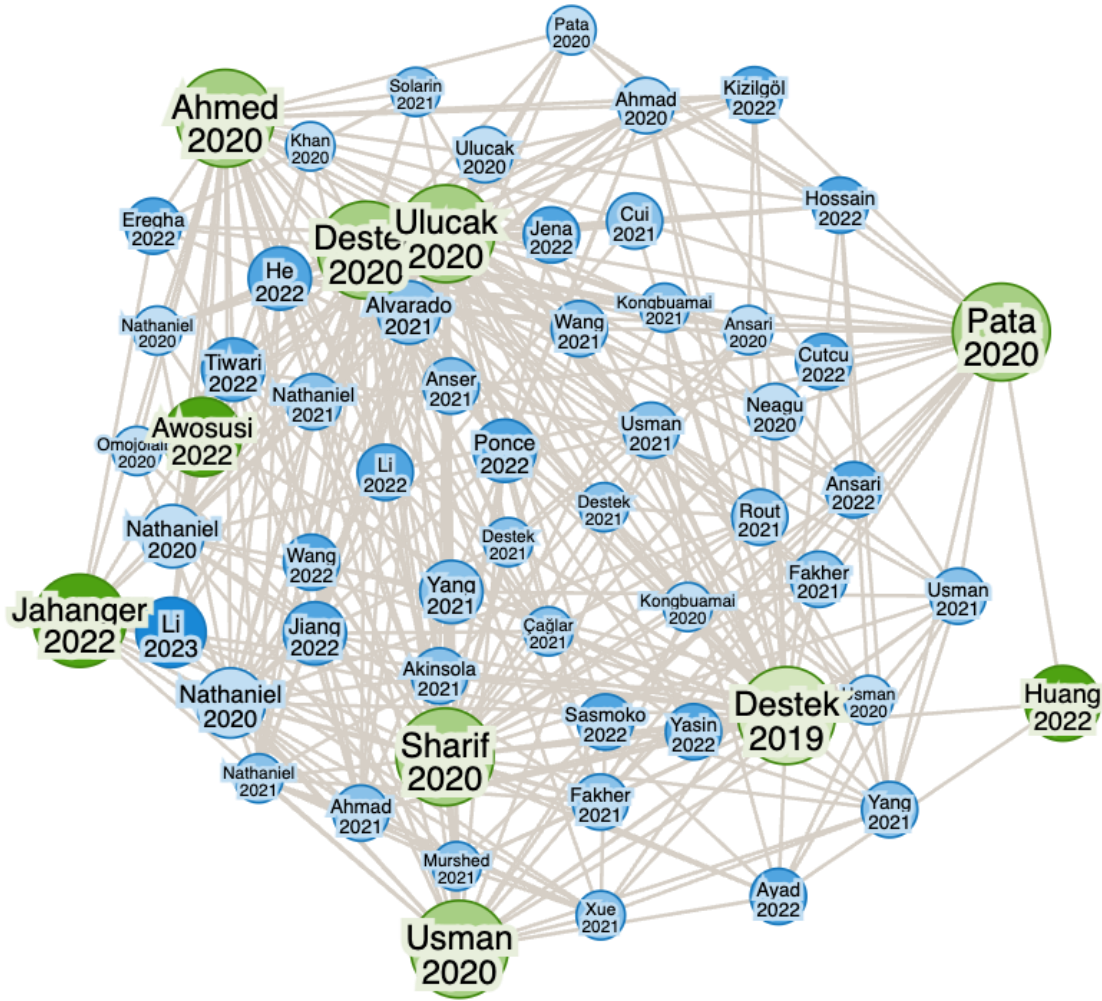 Pata
2020
Solarin
2021
Ahmad
2020
Kizilgöl
2022
Ahmed
2020
Khan
2020
Ulucak
2020
Hossain
2022
Eregha
2022
Jena
2022
Cui
2021
Ulucak
2020
Deste
2020
He
2022
Alvarado
2021
Kongbuamai
2021
Wang
2021
Ansari
2020
Pata
2020
Nathaniel
2020
Cutcu
2022
Tiwari
2022
Anser
2021
Nathaniel
2021
Neagu
2020
Awosusi
2022
Usman
2021
2020
Ponce
2022
Li
2022
Ansari
2022
Destek
2021
Rout
2021
Nathaniel
2020
Destek
2021
Wang
2022
Fakher
2021
Yang
2021
Usman
2021
Kongbuamai
2020
Jahanger
2022
Li
2023
Jiang
2022
Çağlar
2021
Akinsola
2021
Nathaniel
2020
Destek
2019
2020
Huang
2022
Sasmoko
2022
Yasin
2022
Sharif
2020
Nathaniel
2021
Fakher
2021
Yang
2021
Ahmad
2021
Murshed
2021
Ayad
2022
Xue
2021
Usman
2020